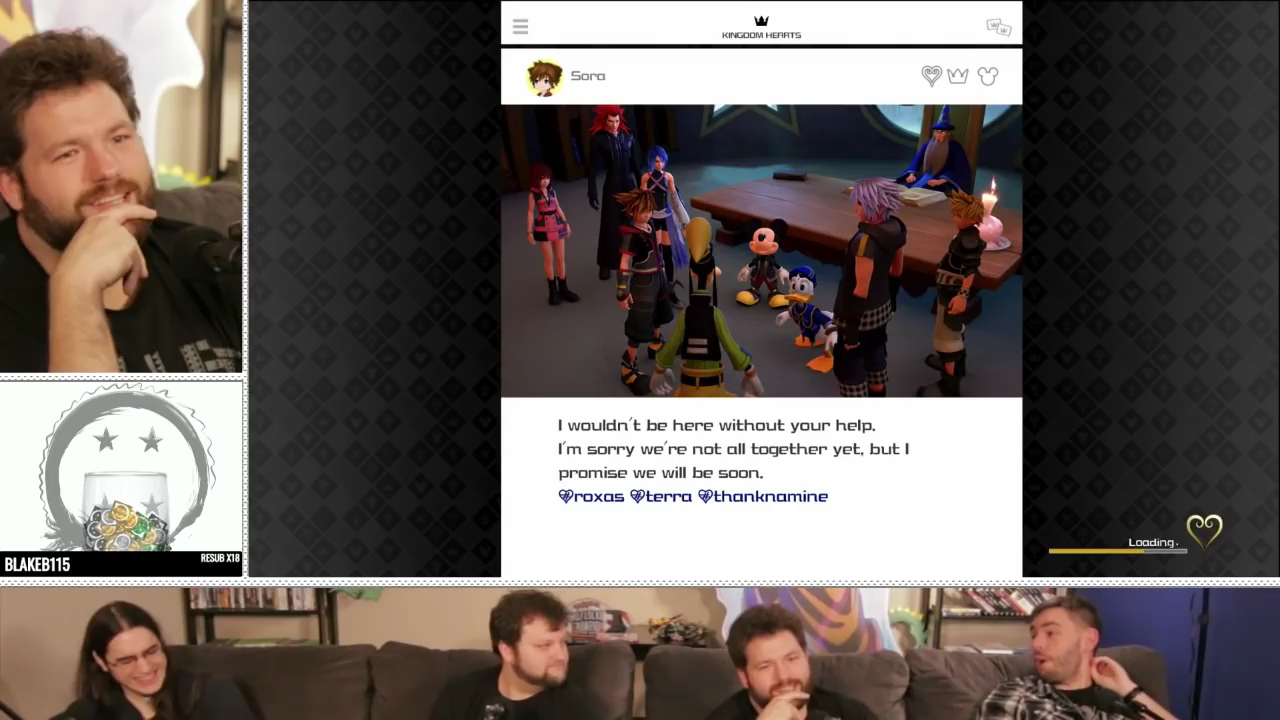 KINGDOM HEARTS
Sora
I wouldn't be here without your help.
I'm sorry we're not all together yet, but I
promise we will be soon.
roxas terra thanknamine
Loading.
BLAKEB115
RESUB X18